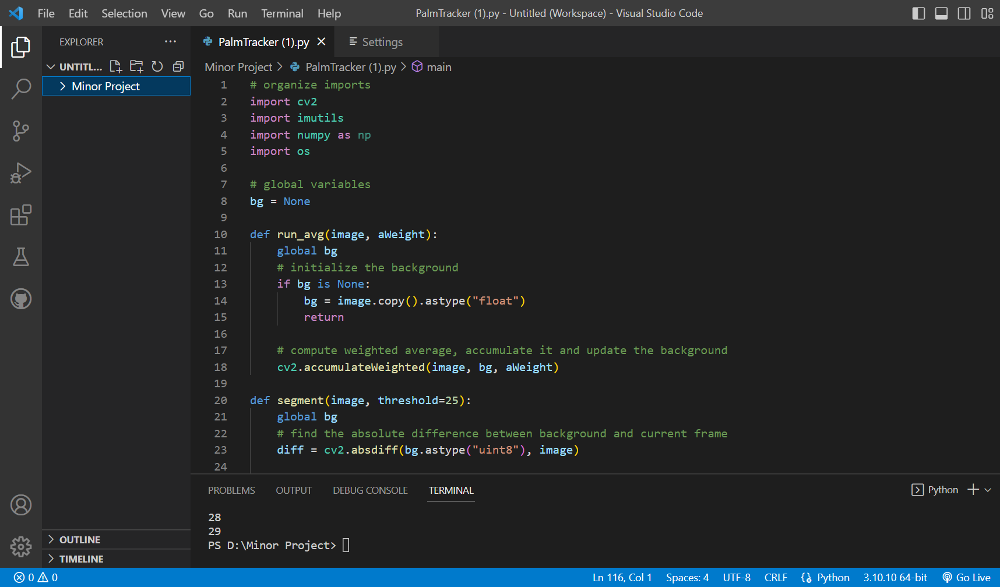 File Edit Selection View Go Run Terminal Help
PalmTracker (1).py - Untitled (Workspace) - Visual Studio Code
EXPLORER
UNTITL...
Minor Project
PalmTracker (1).py
Settings
Minor Project > PalmTracker (1).py > main
1 # organize imports
2 import cv2
3 import imutils
4 import numpy as np
5 import os
6
7 # global variables
8 bg = None
9
10 def run_avg(image, aWeight):
11     global bg
12     # initialize the background
13     if bg is None:
14         bg = image.copy().astype("float")
15         return
16
17     # compute weighted average, accumulate it and update the background
18     cv2.accumulateWeighted(image, bg, aWeight)
19
20 def segment(image, threshold=25):
21     global bg
22     # find the absolute difference between background and current frame
23     diff = cv2.absdiff(bg.astype("uint8"), image)
24
PROBLEMS OUTPUT DEBUG CONSOLE TERMINAL
Python
28
29
PS D:\Minor Project>
OUTLINE
TIMELINE
0 0
Ln 116, Col 1 Spaces: 4 UTF-8 CRLF Python 3.10.10 64-bit Go Live